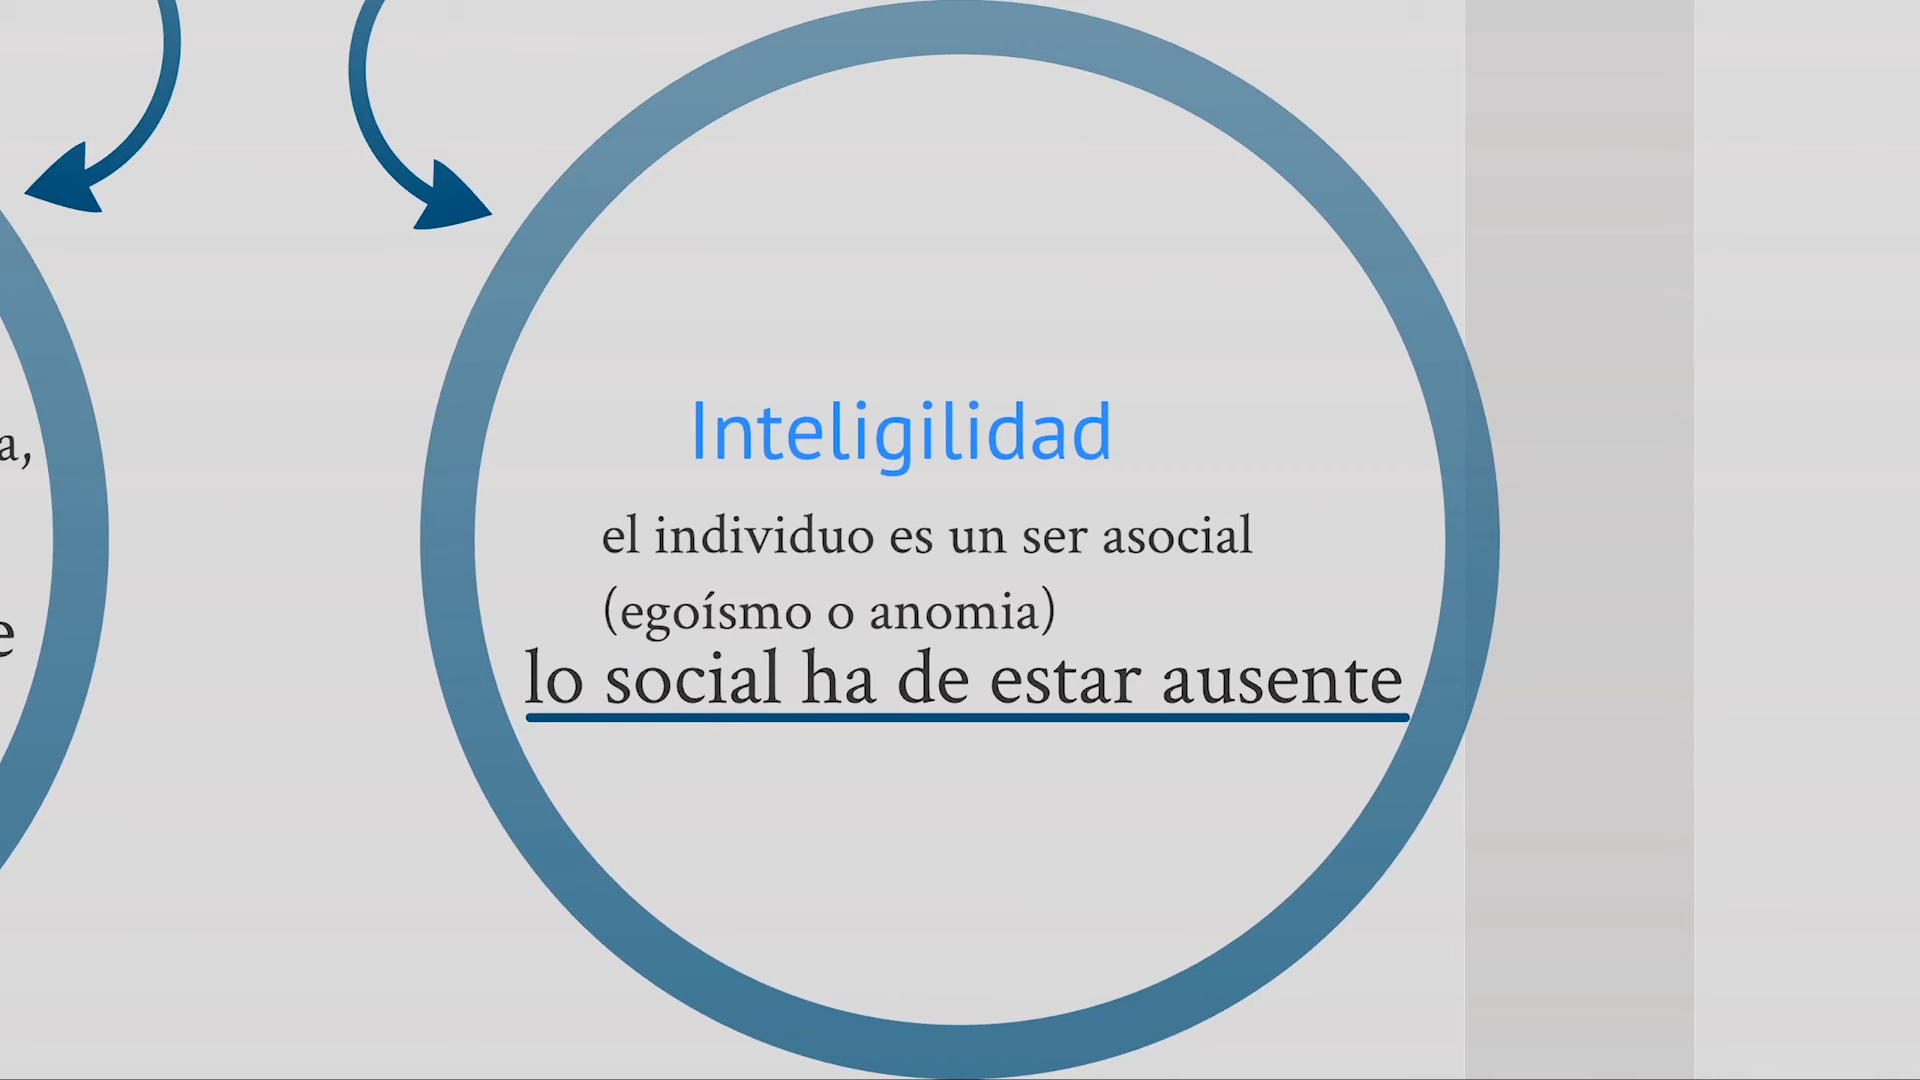 a,
e
Inteligilidad
el individuo es un ser asocial
(egoísmo o anomia)
lo social ha de estar ausente